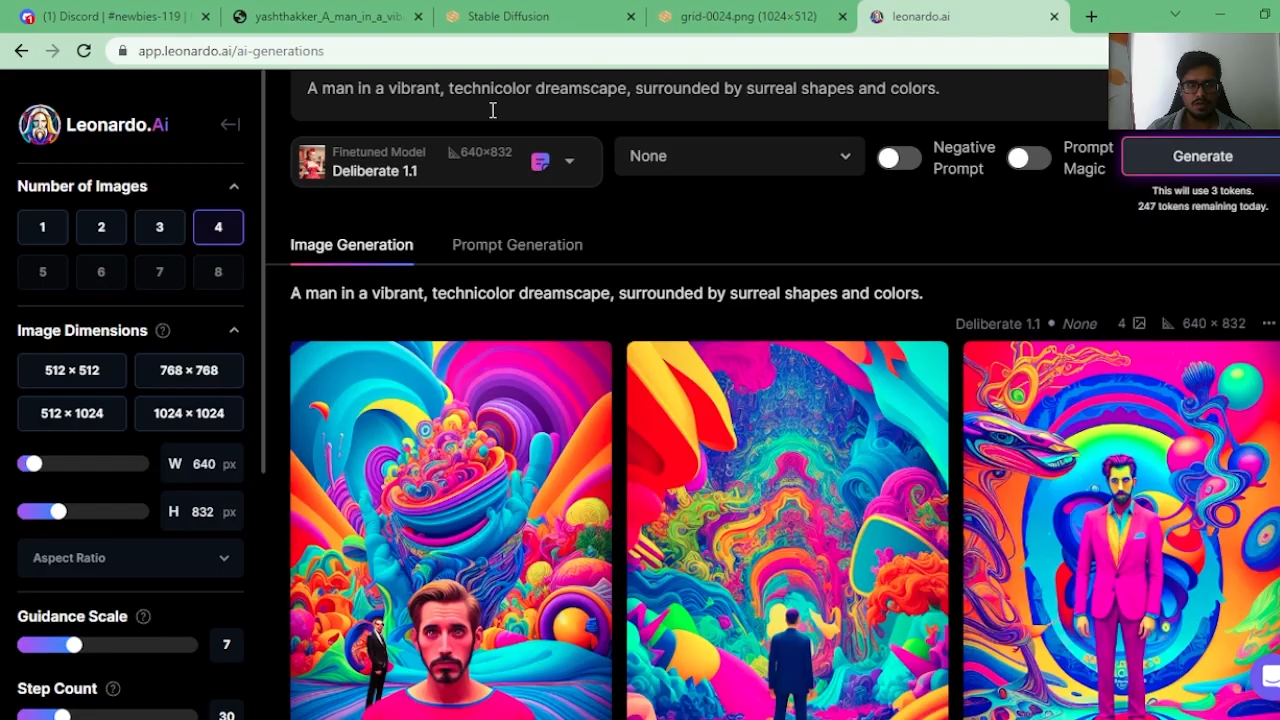 (1) Discord | #newbies-119 |
yashthakker_A_man_in_a_vib
Stable Diffusion
grid-0024.png (1024×512)
leonardo.ai
app.leonardo.ai/ai-generations
Leonardo.Ai
A man in a vibrant, technicolor dreamscape, surrounded by surreal shapes and colors.
Finetuned Model
640×832
Deliberate 1.1
None
Negative Prompt
Prompt Magic
Generate
This will use 3 tokens.
247 tokens remaining today.
Number of Images
1 2 3 4
5 6 7 8
Image Dimensions
512 × 512 768 × 768
512 × 1024 1024 × 1024
W 640 px
H 832 px
Aspect Ratio
Guidance Scale
7
Step Count
30
Image Generation
Prompt Generation
A man in a vibrant, technicolor dreamscape, surrounded by surreal shapes and colors.
Deliberate 1.1 • None 4 640 × 832 •••